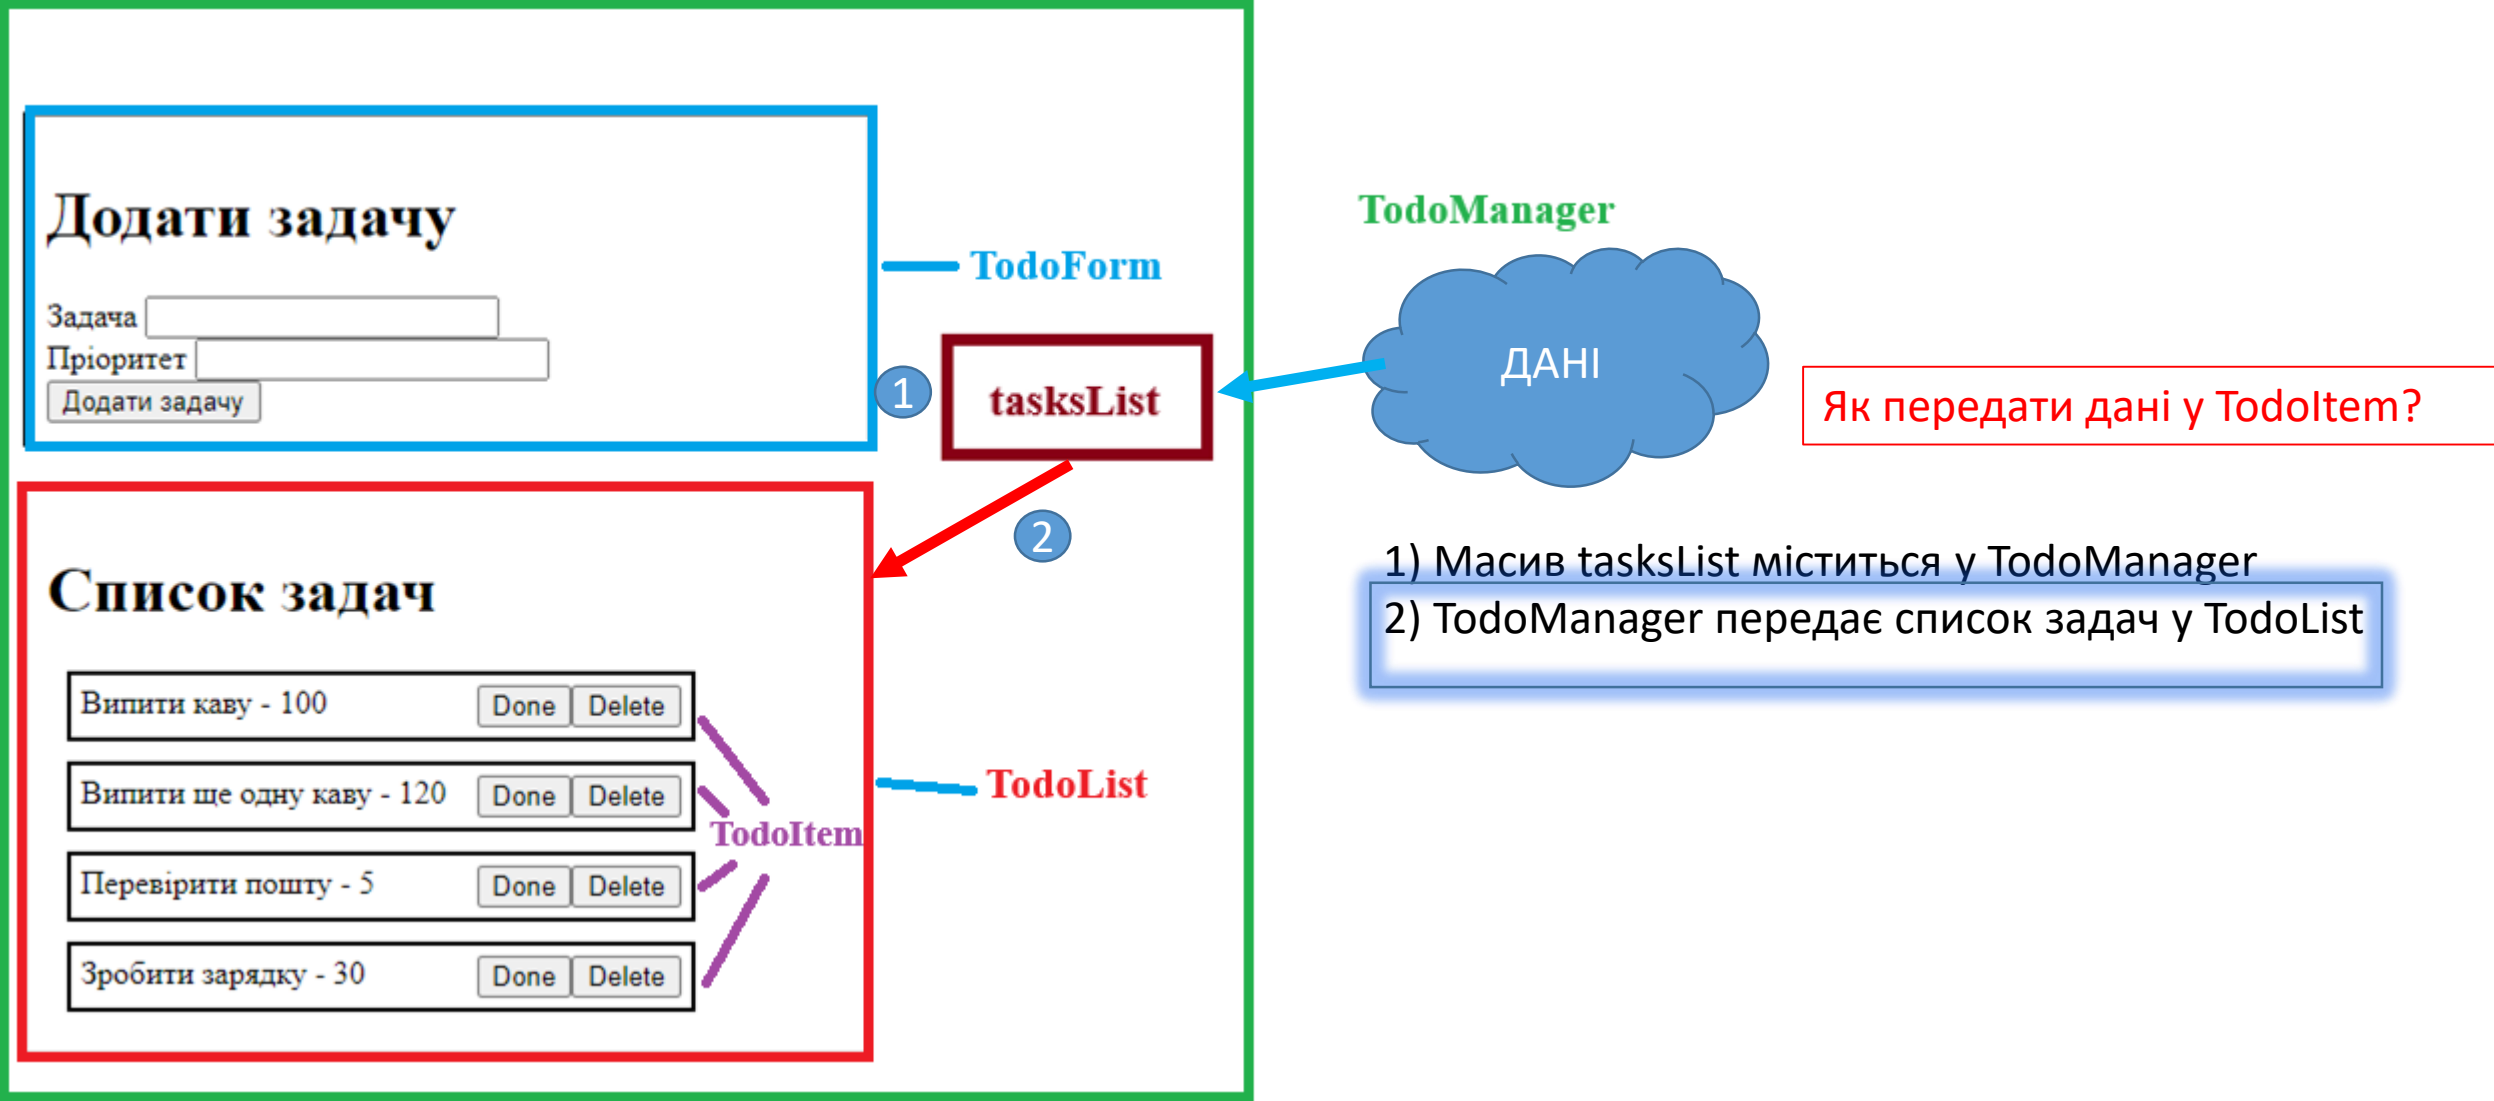 Додати задачу
Задача
Пріоритет
Додати задачу
TodoForm
1
tasksList
2
Список задач
Випити каву - 100 Done Delete
Випити ще одну каву - 120 Done Delete
Перевірити пошту - 5 Done Delete
Зробити зарядку - 30 Done Delete
TodoItem
TodoList
TodoManager
ДАНІ
Як передати дані у TodoItem?
1) Масив tasksList міститься у TodoManager
2) TodoManager передає список задач у TodoList